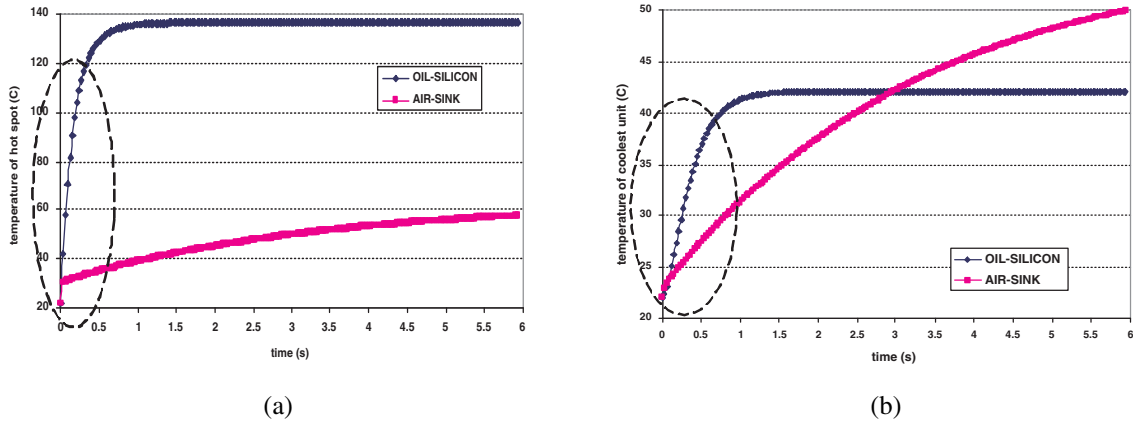 140
120
100
80
60
40
20
temperature of hot spot (C)
OIL-SILICON
AIR-SINK
0 0.5 1 1.5 2 2.5 3 3.5 4 4.5 5 5.5 6
time (s)
(a)
50
45
40
35
30
25
20
temperature of coolest unit (C)
OIL-SILICON
AIR-SINK
0 0.5 1 1.5 2 2.5 3 3.5 4 4.5 5 5.5 6
time (s)
(b)